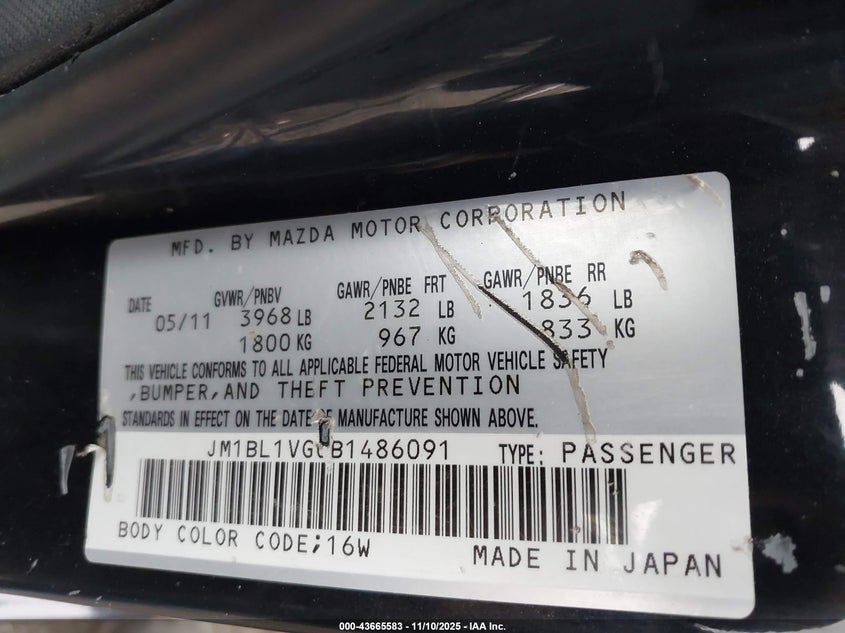 MFD. BY MAZDA MOTOR CORPORATION
DATE GVWR/PNBV GAWR/PNBE FRT GAWR/PNBE RR
05/11 3968 LB 2132 LB 1836 LB
1800 KG 967 KG 833 KG
THIS VEHICLE CONFORMS TO ALL APPLICABLE FEDERAL MOTOR VEHICLE SAFETY
,BUMPER,AND THEFT PREVENTION
STANDARDS IN EFFECT ON THE DATE OF MANUFACTURE SHOWN ABOVE.
JM1BL1VG0B1486091 TYPE: PASSENGER
BODY COLOR CODE;16W
MADE IN JAPAN
000-43665583 - 11/10/2025 - IAA Inc.